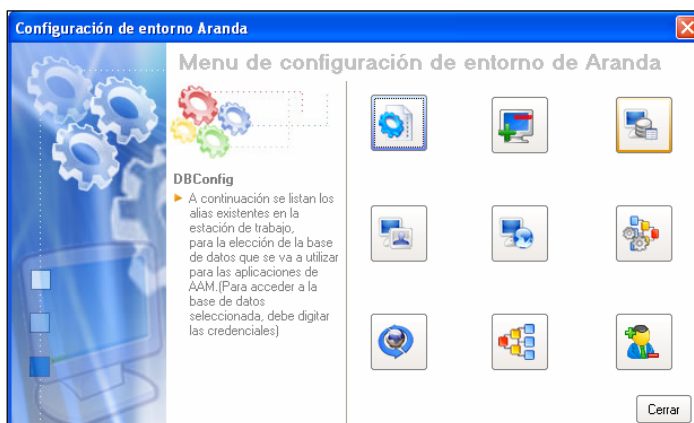 Configuración de entorno Aranda
Menu de configuración de entorno de Aranda
DBConfig
A continuación se listan los
alias existentes en la
estación de trabajo,
para la elección de la base
de datos que se va a utilizar
para las aplicaciones de
AAM.(Para acceder a la
base de datos
seleccionada, debe digitar
las credenciales)
Cerrar